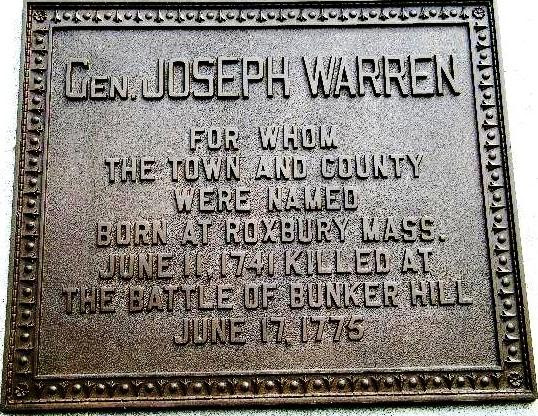 GEN. JOSEPH WARREN
FOR WHOM
THE TOWN AND COUNTY
WERE NAMED
BORN AT ROXBURY MASS.
JUNE 11, 1741 KILLED AT
THE BATTLE OF BUNKER HILL
JUNE 17, 1775